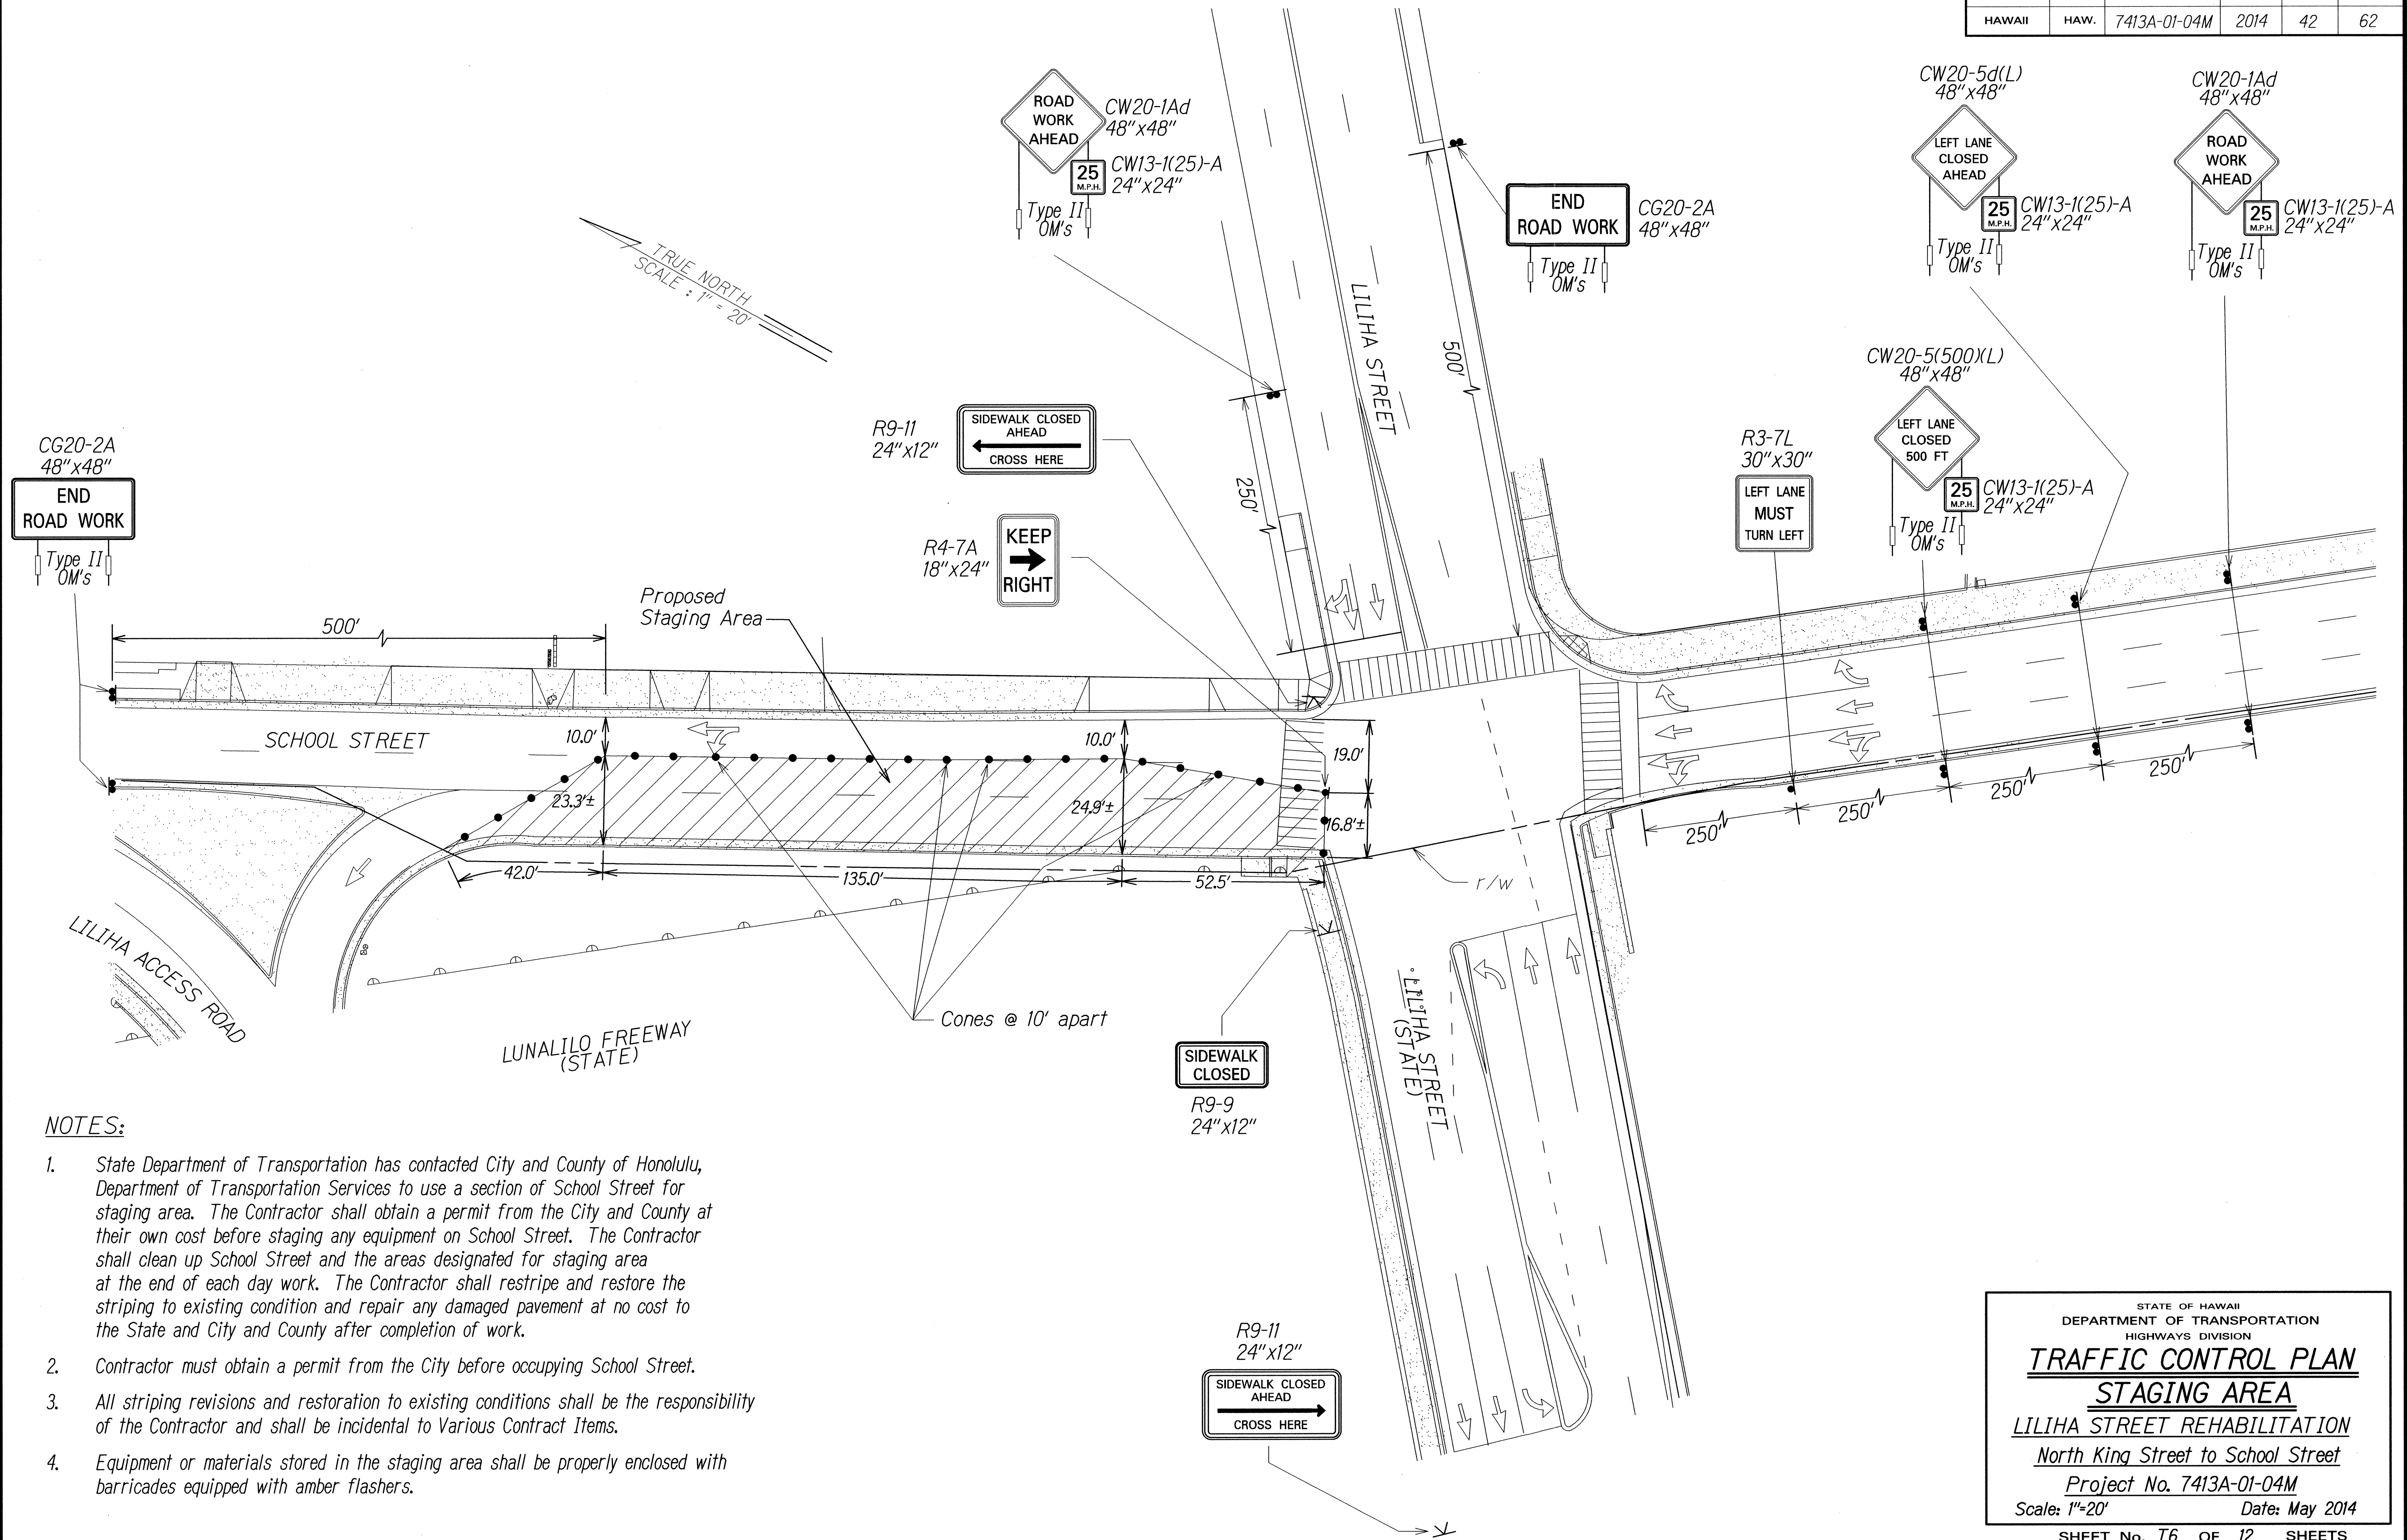 HAWAII HAW. 7413A-01-04M 2014 42 62
ROAD
WORK
AHEAD
CW20-1Ad
48"x48"
25
M.P.H.
CW13-1(25)-A
24"x24"
Type II
OM's
END
ROAD WORK
CG20-2A
48"x48"
Type II
OM's
CW20-5d(L)
48"x48"
LEFT LANE
CLOSED
AHEAD
25
M.P.H.
CW13-1(25)-A
24"x24"
Type II
OM's
CW20-1Ad
48"x48"
ROAD
WORK
AHEAD
25
M.P.H.
CW13-1(25)-A
24"x24"
Type II
OM's
TRUE NORTH
SCALE : 1" = 20'
LILIHA STREET
500'
250'
R9-11
24"x12"
SIDEWALK CLOSED
AHEAD
CROSS HERE
R4-7A
18"x24"
KEEP
RIGHT
CW20-5(500)(L)
48"x48"
LEFT LANE
CLOSED
500 FT
25
M.P.H.
CW13-1(25)-A
24"x24"
Type II
OM's
R3-7L
30"x30"
LEFT LANE
MUST
TURN LEFT
CG20-2A
48"x48"
END
ROAD WORK
Type II
OM's
Proposed
Staging Area
500'
SCHOOL STREET
10.0'
10.0'
19.0'
23.3'±
24.9'±
16.8'±
42.0'
135.0'
52.5'
250'
250'
250'
250'
r/w
LILIHA ACCESS ROAD
LUNALILO FREEWAY
(STATE)
Cones @ 10' apart
LILIHA STREET
(STATE)
SIDEWALK
CLOSED
R9-9
24"x12"
R9-11
24"x12"
SIDEWALK CLOSED
AHEAD
CROSS HERE
NOTES:
1. State Department of Transportation has contacted City and County of Honolulu,
Department of Transportation Services to use a section of School Street for
staging area. The Contractor shall obtain a permit from the City and County at
their own cost before staging any equipment on School Street. The Contractor
shall clean up School Street and the areas designated for staging area
at the end of each day work. The Contractor shall restripe and restore the
striping to existing condition and repair any damaged pavement at no cost to
the State and City and County after completion of work.
2. Contractor must obtain a permit from the City before occupying School Street.
3. All striping revisions and restoration to existing conditions shall be the responsibility
of the Contractor and shall be incidental to Various Contract Items.
4. Equipment or materials stored in the staging area shall be properly enclosed with
barricades equipped with amber flashers.
STATE OF HAWAII
DEPARTMENT OF TRANSPORTATION
HIGHWAYS DIVISION
TRAFFIC CONTROL PLAN
STAGING AREA
LILIHA STREET REHABILITATION
North King Street to School Street
Project No. 7413A-01-04M
Scale: 1"=20' Date: May 2014
SHEET No. T6 OF 12 SHEETS